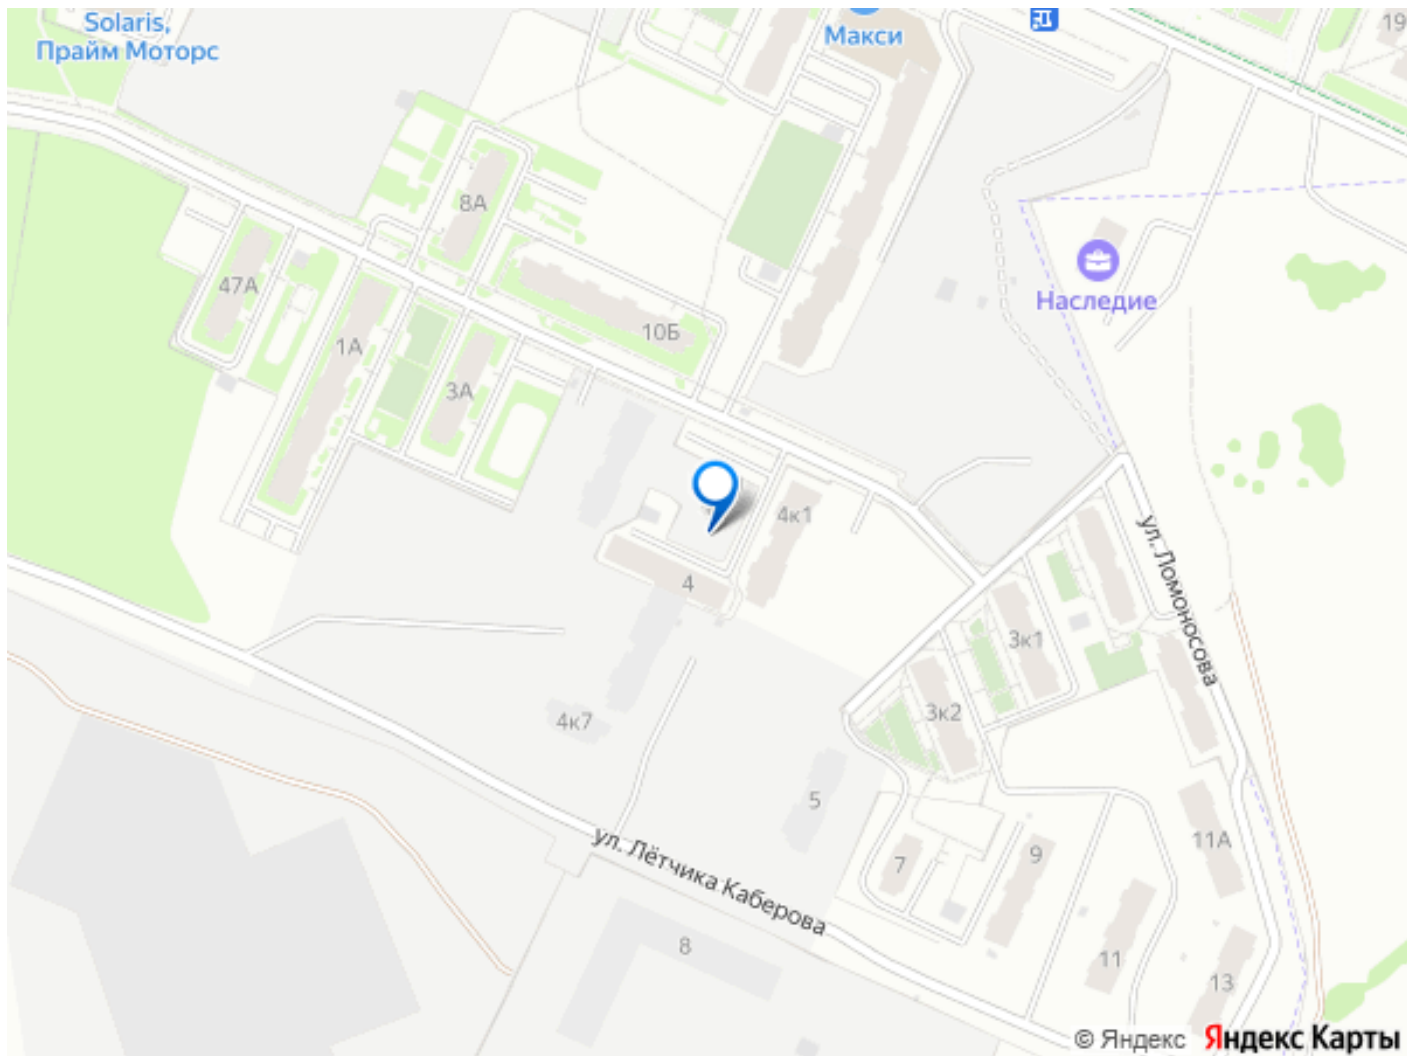 Solaris,
Прайм Моторс
Макси
19
8А
47А
10Б
1А
3А
Наследие
4к1
4
ул. Ломоносова
3к1
3к2
4к7
5
11А
7
9
ул. Лётчика Каберова
8
11
13
© Яндекс Яндекс Карты